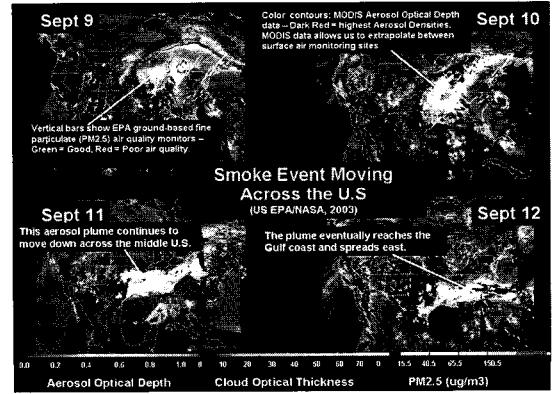 Sept 9
Color contours: MODIS Aerosol Optical Depth
data – Dark Red = highest Aerosol Densities.
MODIS data allows us to extrapolate between
surface air monitoring sites
Sept 10
Vertical bars show EPA ground-based fine
particulate (PM2.5) air quality monitors –
Green = Good, Red = Poor air quality
Smoke Event Moving
Across the U.S
(US EPA/NASA, 2003)
Sept 11
This aerosol plume continues to
move down across the middle U.S.
Sept 12
The plume eventually reaches the
Gulf coast and spreads east.
0.0 0.2 0.4 0.6 0.8 1.0 0 10 20 30 40 50 60 70 0 15.5 40.5 65.5 150.5
Aerosol Optical Depth Cloud Optical Thickness PM2.5 (ug/m3)